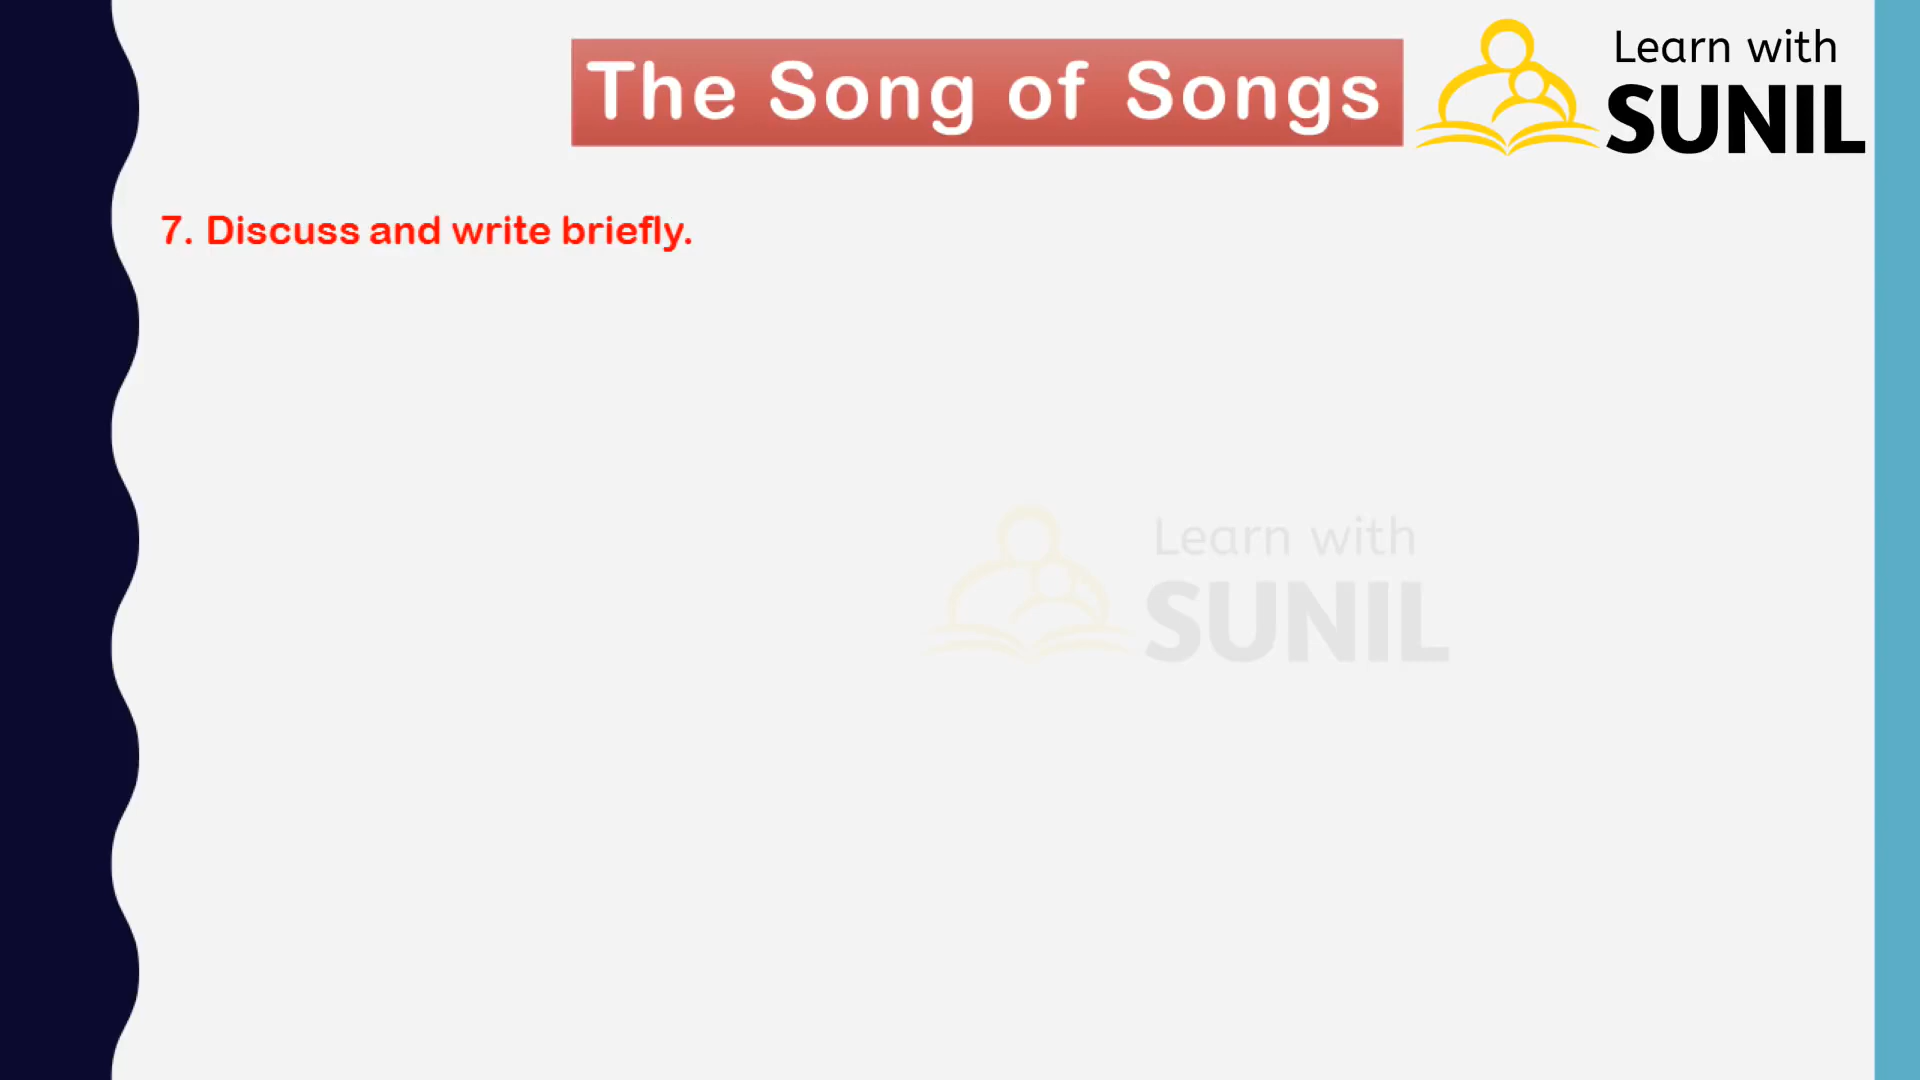 The Song of Songs
Learn with
SUNIL
7. Discuss and write briefly.
Learn with
SUNIL